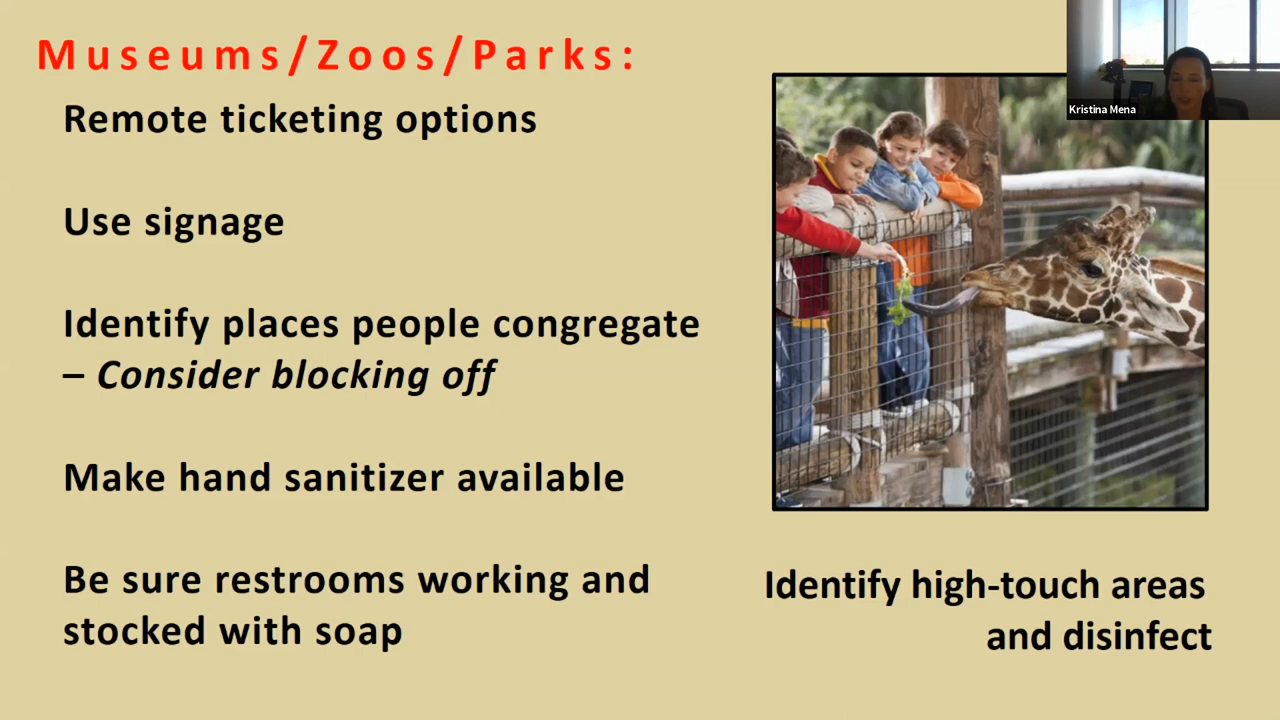 Museums/Zoos/Parks:
Remote ticketing options
Use signage
Identify places people congregate
– Consider blocking off
Make hand sanitizer available
Be sure restrooms working and
stocked with soap
Kristina Mena
Identify high-touch areas
and disinfect